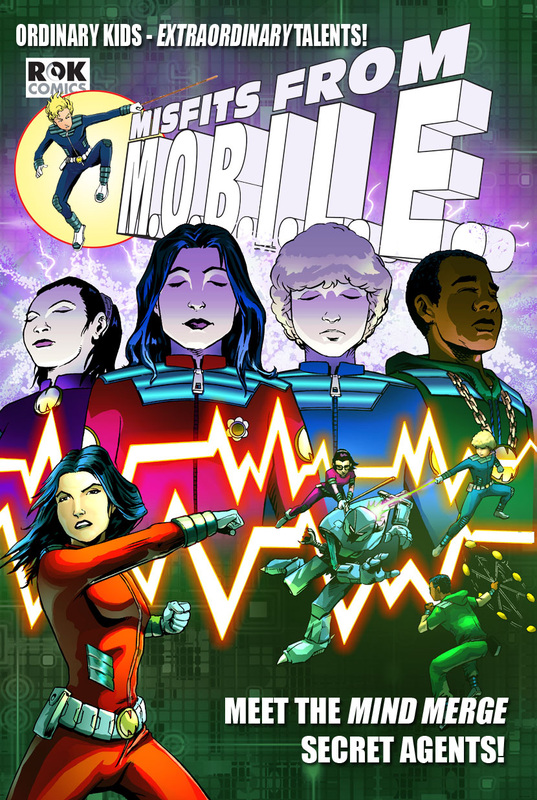 ORDINARY KIDS - EXTRAORDINARY TALENTS!
ROK
COMICS
MISFITS FROM
M.O.B.I.L.E.
MEET THE MIND MERGE
SECRET AGENTS!